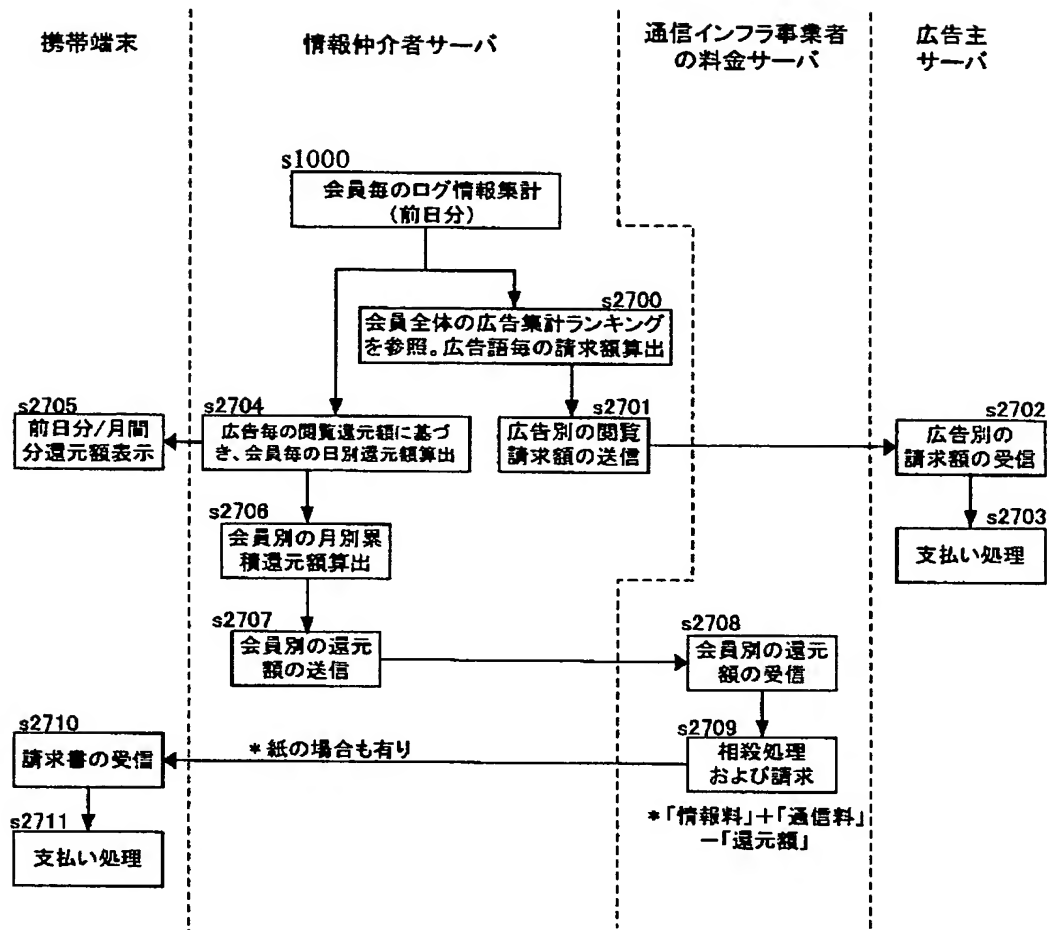 携帯端末
情報仲介者サーバ
通信インフラ事業者
の料金サーバ
広告主
サーバ
s1000
会員毎のログ情報集計
(前日分)
s2700
会員全体の広告集計ランキング
を参照。広告語毎の請求額算出
s2705
前日分/月間
分還元額表示
s2704
広告毎の閲覧還元額に基づ
き、会員毎の日別還元額算出
s2701
広告別の閲覧
請求額の送信
s2702
広告別の
請求額の受信
s2706
会員別の月別累
積還元額算出
s2703
支払い処理
s2707
会員別の還元
額の送信
s2708
会員別の還元
額の受信
s2710
請求書の受信
*紙の場合も有り
s2709
相殺処理
および請求
*「情報料」+「通信料」
-「還元額」
s2711
支払い処理